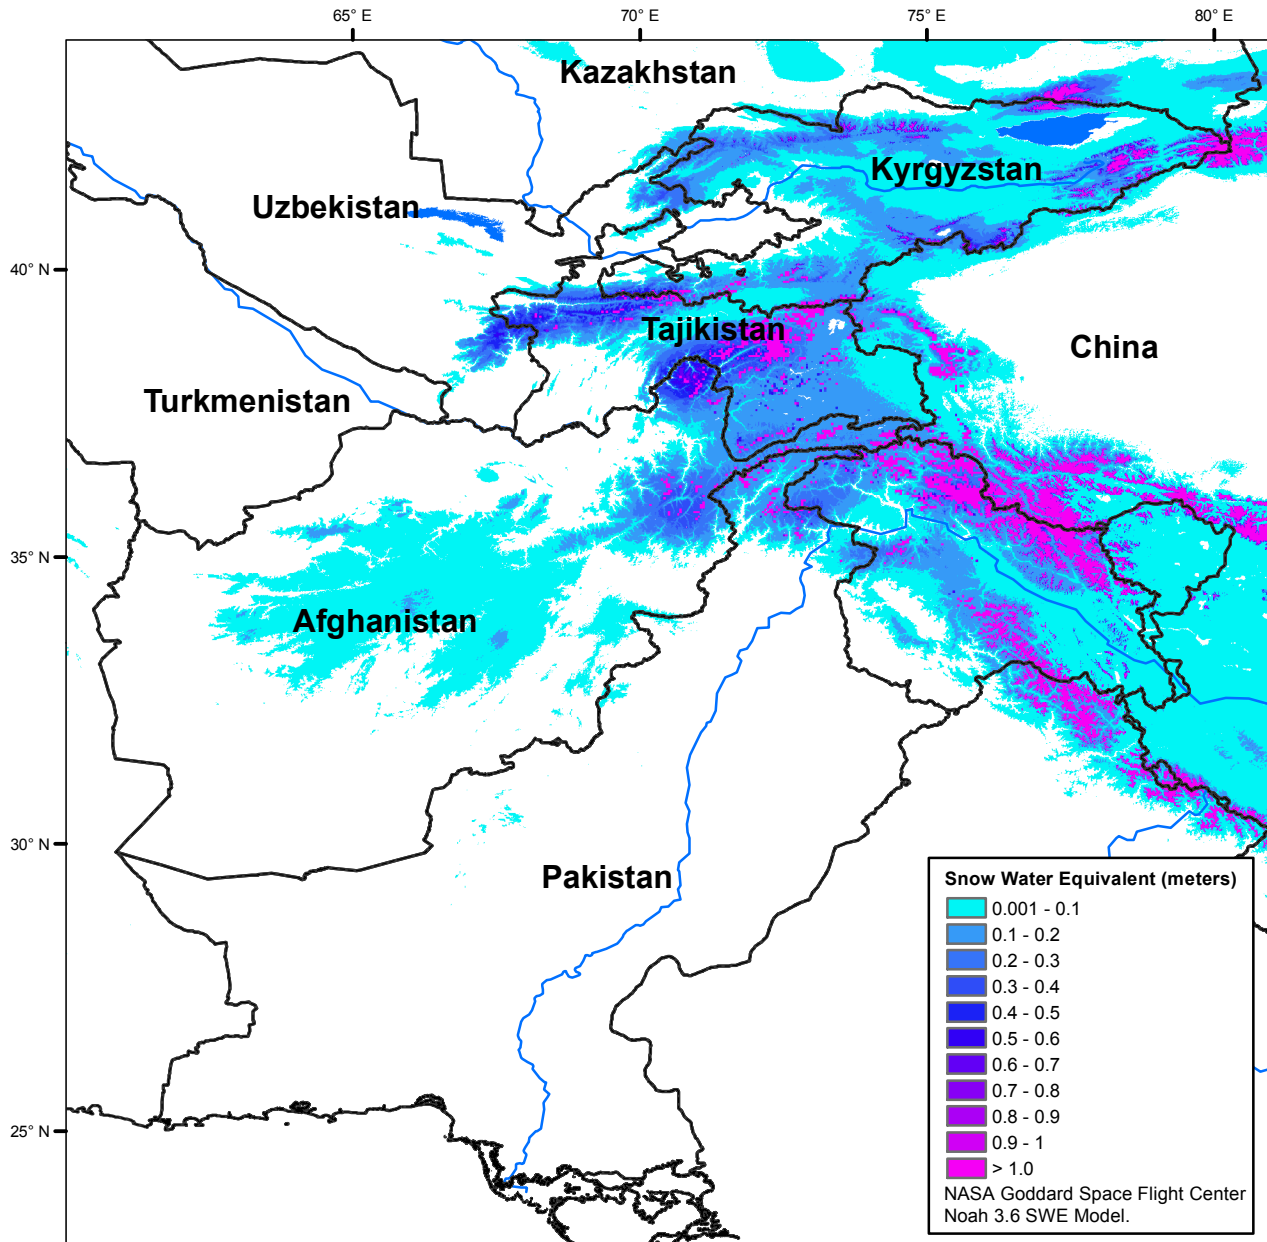 65° E
70° E
75° E
80° E
Kazakhstan
Kyrgyzstan
Uzbekistan
40° N
Tajikistan
China
Turkmenistan
35° N
Afghanistan
30° N
Pakistan
25° N
Snow Water Equivalent (meters)
0.001 - 0.1
0.1 - 0.2
0.2 - 0.3
0.3 - 0.4
0.4 - 0.5
0.5 - 0.6
0.6 - 0.7
0.7 - 0.8
0.8 - 0.9
0.9 - 1
> 1.0
NASA Goddard Space Flight Center
Noah 3.6 SWE Model.